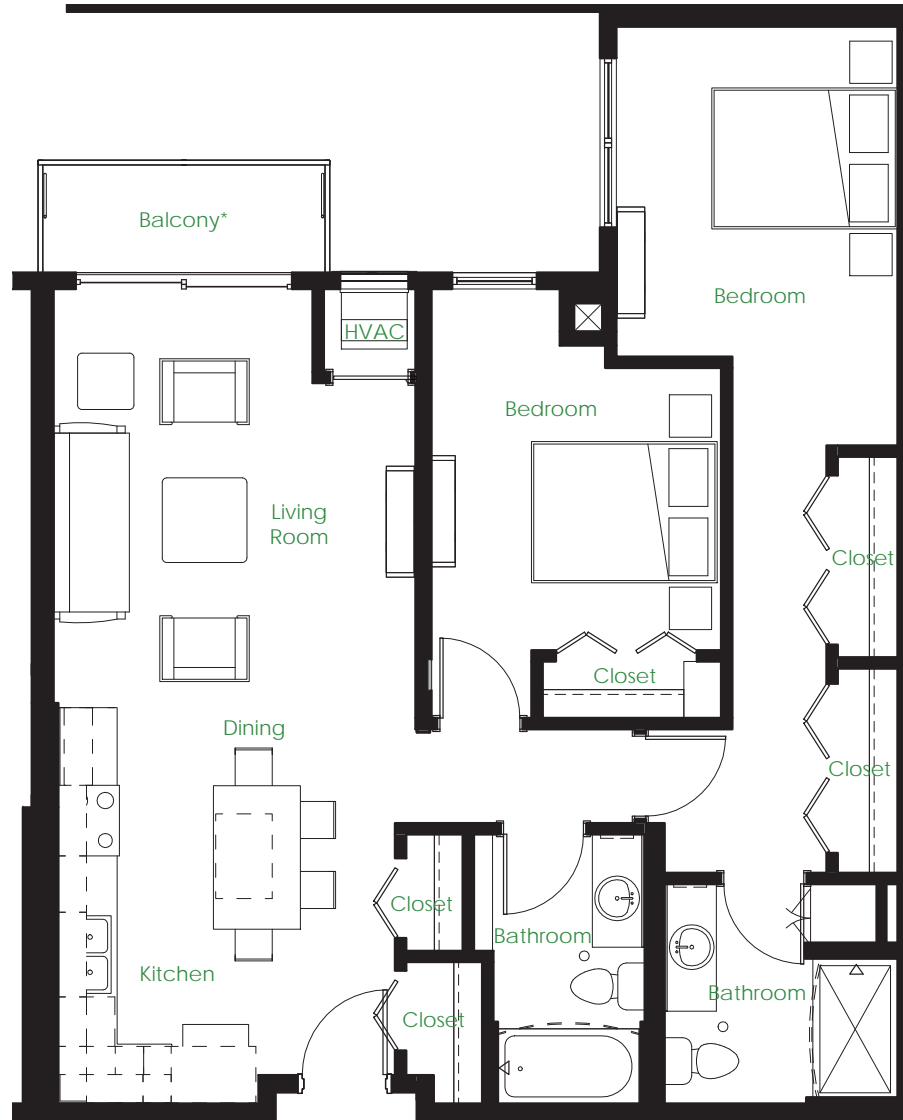 Balcony*
Bedroom
HVAC
Bedroom
Living
Room
Closet
Closet
Dining
Closet
Closet
Bathroom
Kitchen
Bathroom
Closet